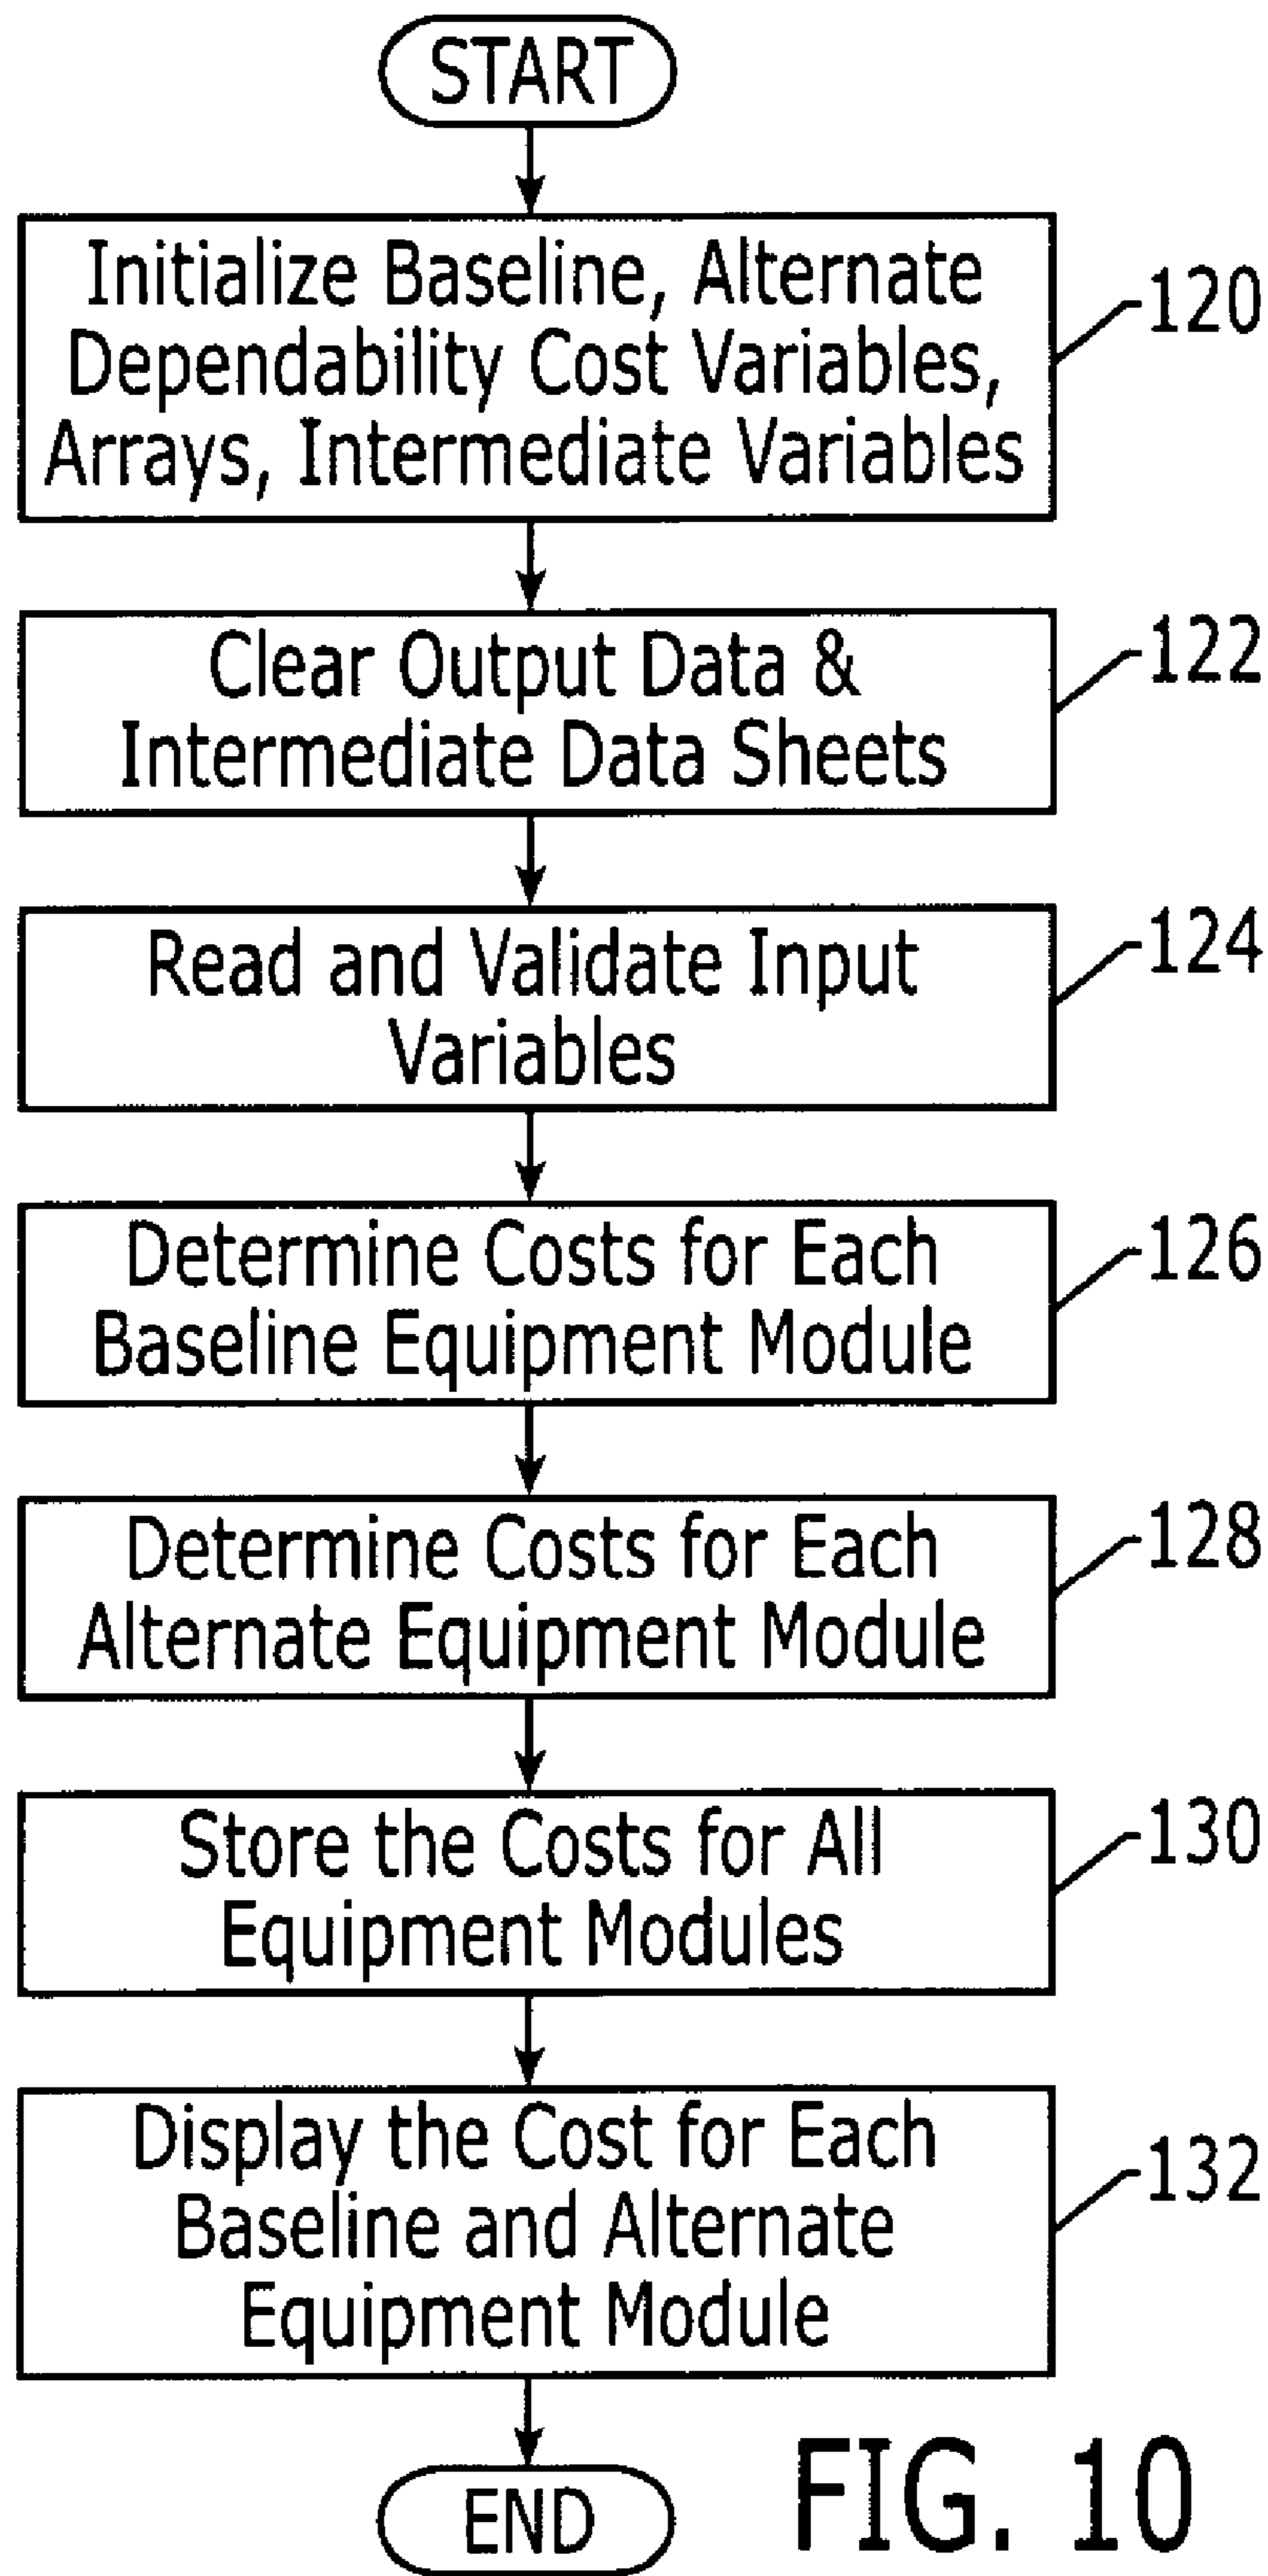 START
Initialize Baseline, Alternate
Dependability Cost Variables,
Arrays, Intermediate Variables
120
Clear Output Data &
Intermediate Data Sheets
122
Read and Validate Input
Variables
124
Determine Costs for Each
Baseline Equipment Module
126
Determine Costs for Each
Alternate Equipment Module
128
Store the Costs for All
Equipment Modules
130
Display the Cost for Each
Baseline and Alternate
Equipment Module
132
END
FIG. 10